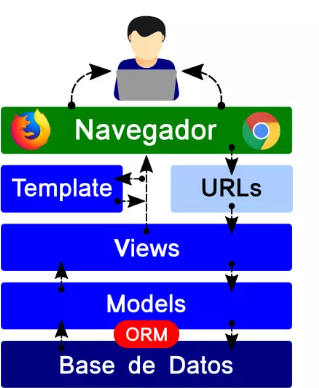 Navegador
Template
URLs
Views
Models
ORM
Base de Datos